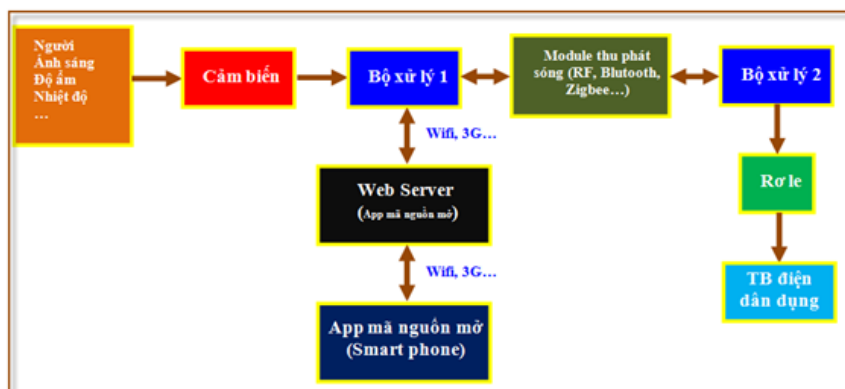 Người
Ánh sáng
Độ ẩm
Nhiệt độ
…
Cảm biến
Bộ xử lý 1
Module thu phát
sóng (RF, Blutooth,
Zigbee…)
Bộ xử lý 2
Wifi, 3G…
Rơ le
Web Server
(App mã nguồn mở)
Wifi, 3G…
TB điện
dân dụng
App mã nguồn mở
(Smart phone)